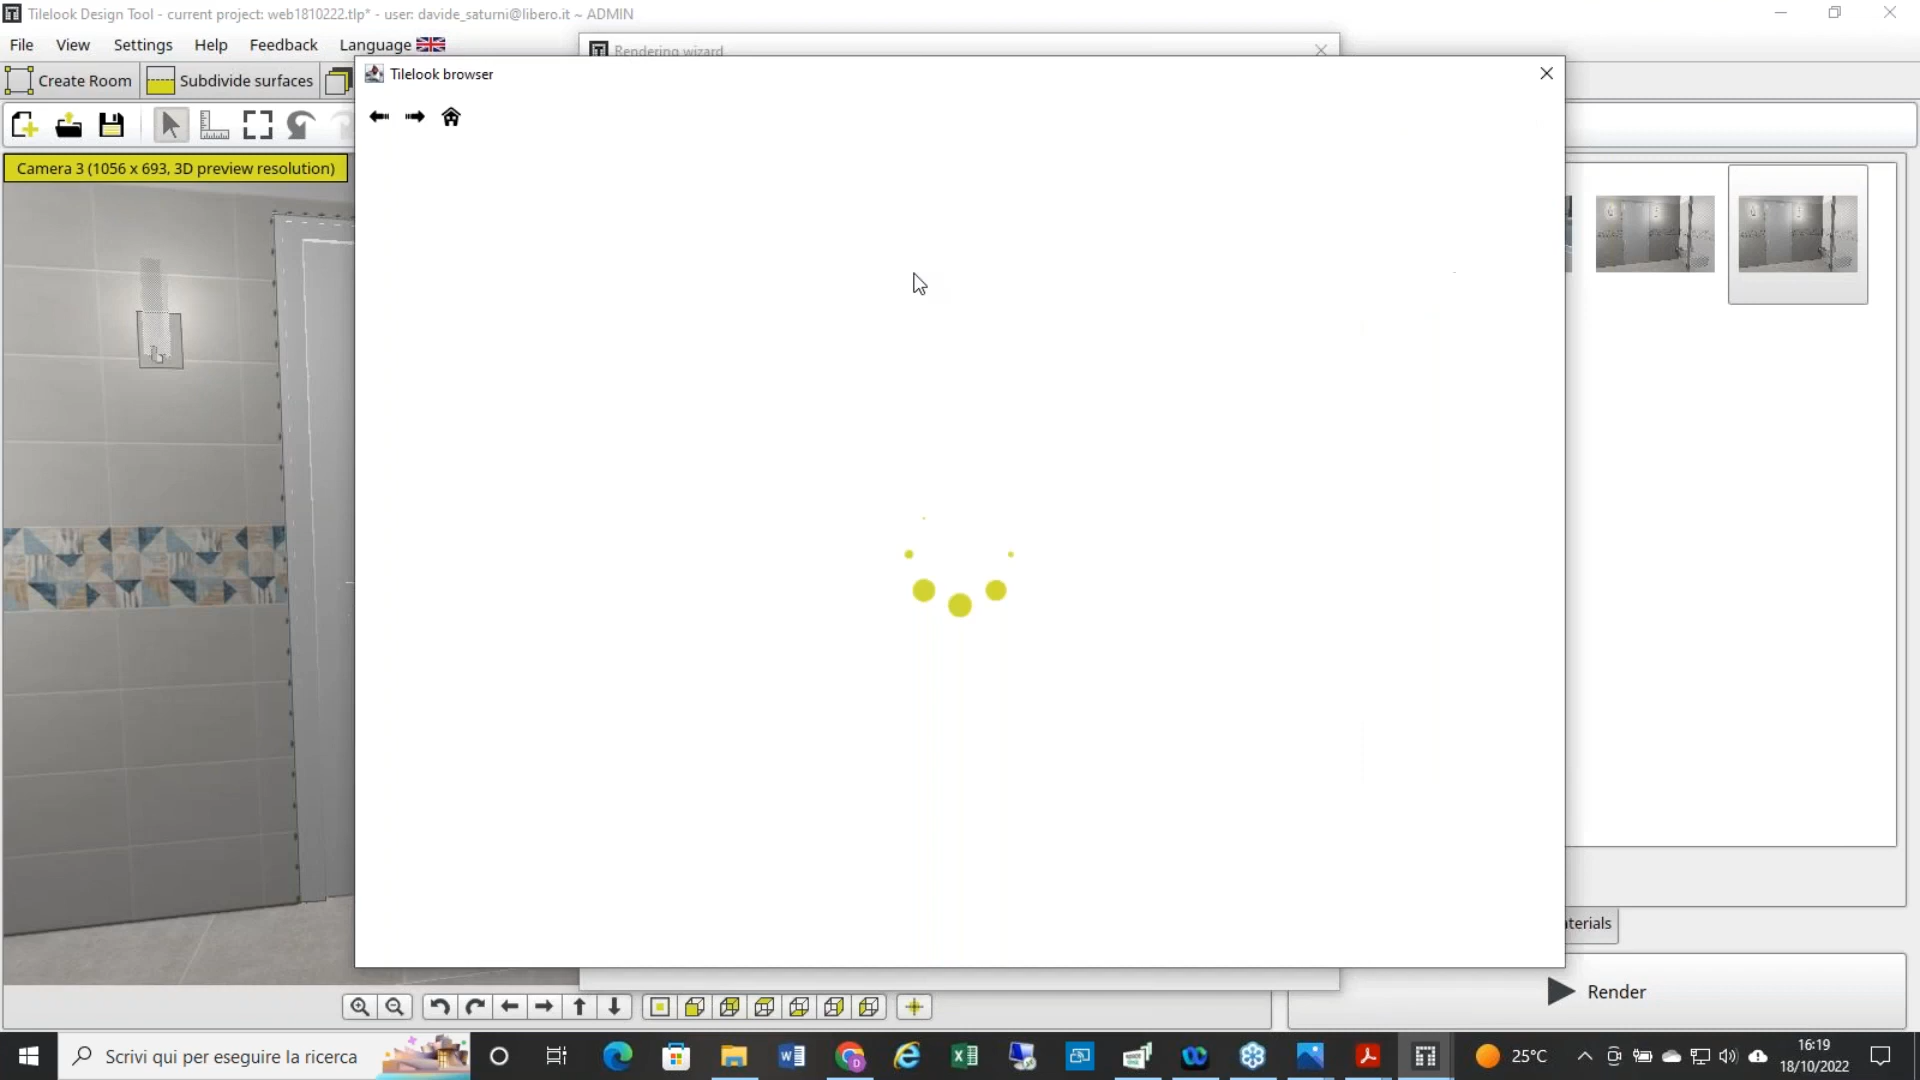 Tilelook Design Tool - current project: web1810222.tlp* - user: davide_saturni@libero.it ~ ADMIN
File View Settings Help Feedback Language
Rendering wizard
Create Room Subdivide surfaces
Tilelook browser
Camera 3 (1056 x 693, 3D preview resolution)
terials
Render
Scrivi qui per eseguire la ricerca
25°C
16:19
18/10/2022